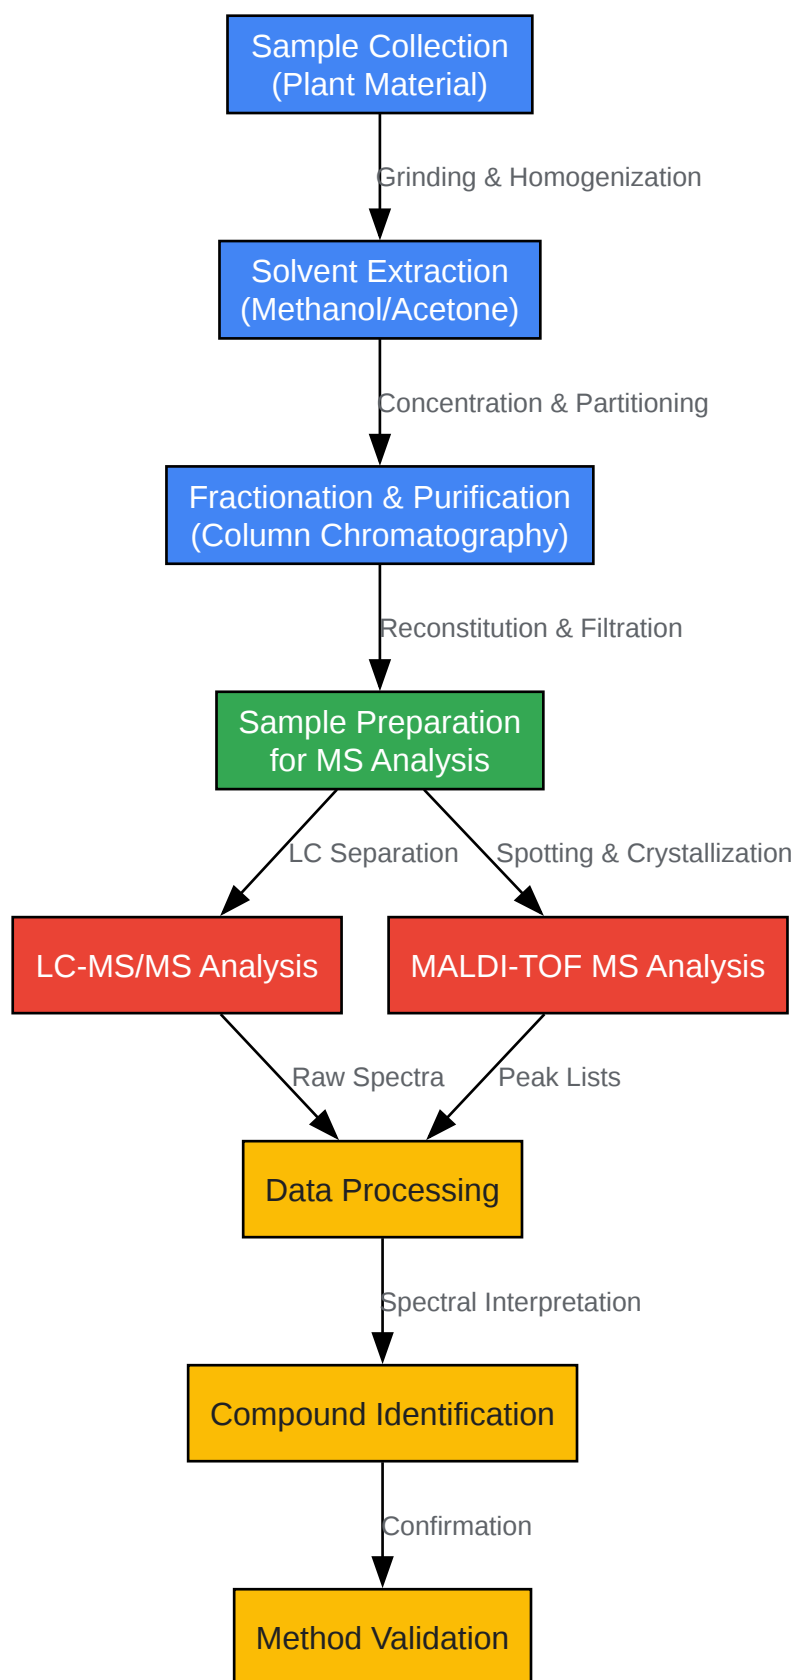 Sample Collection
(Plant Material)
Grinding & Homogenization
Solvent Extraction
(Methanol/Acetone)
Concentration & Partitioning
Fractionation & Purification
(Column Chromatography)
Reconstitution & Filtration
Sample Preparation
for MS Analysis
LC Separation
Spotting & Crystallization
LC-MS/MS Analysis
MALDI-TOF MS Analysis
Raw Spectra
Peak Lists
Data Processing
Spectral Interpretation
Compound Identification
Confirmation
Method Validation